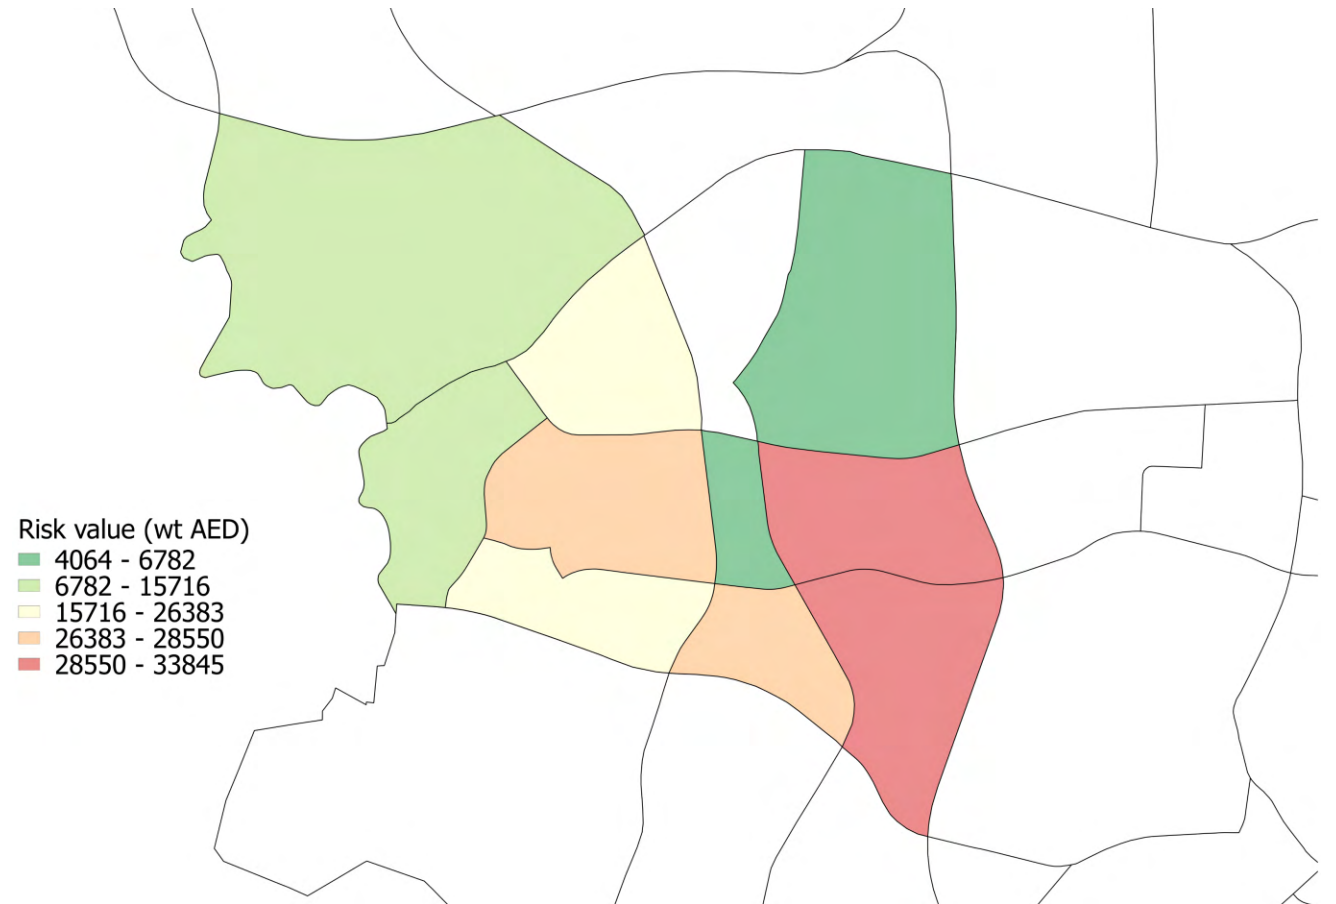 Risk value (wt AED)
4064 - 6782
6782 - 15716
15716 - 26383
26383 - 28550
28550 - 33845